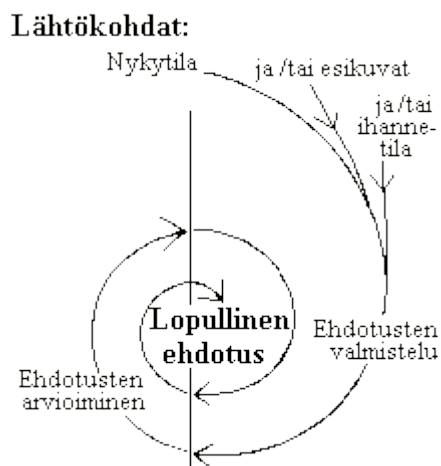 Lähtökohdat:
Nykytila
ja /tai esikuvat
ja /tai
ihanne-
tila
Lopullinen
ehdotus
Ehdotusten
valmistelu
Ehdotusten
arvioiminen